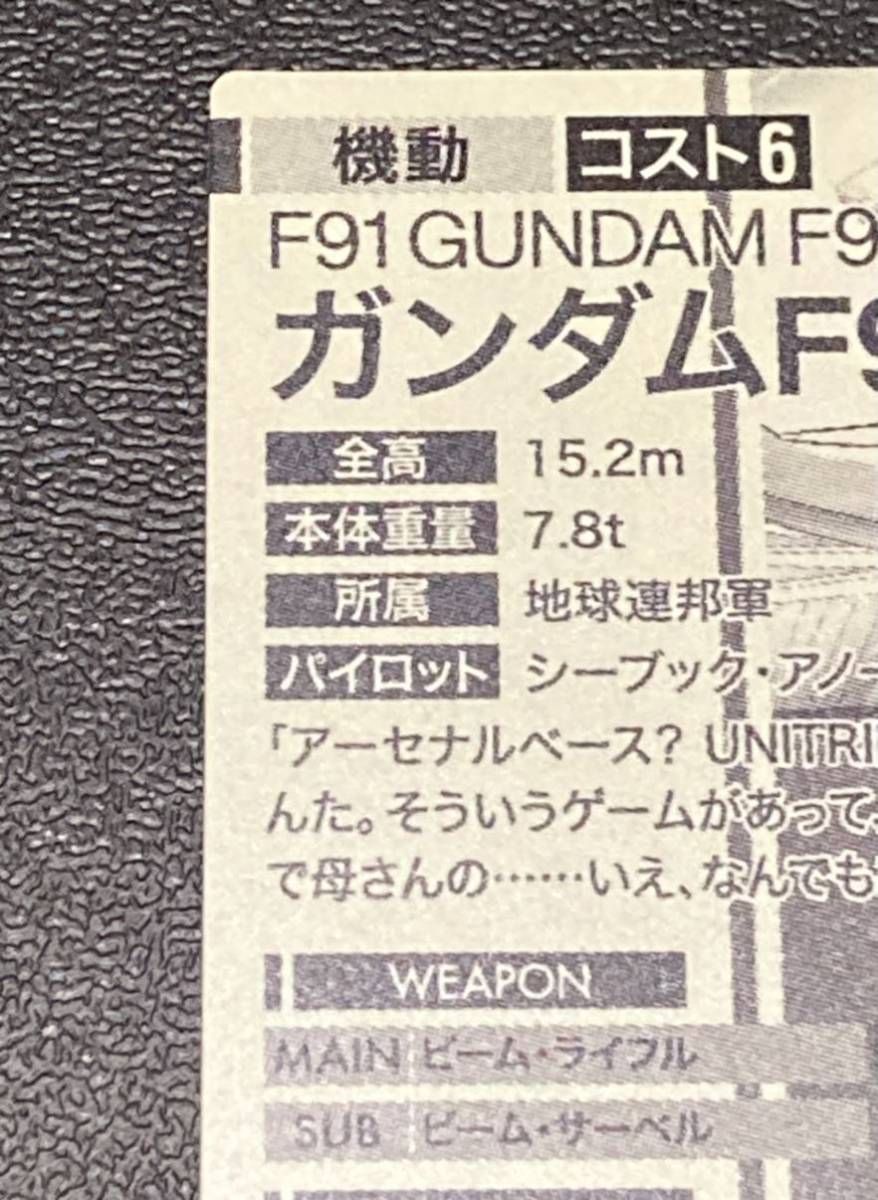 機動 コスト6
F91 GUNDAM F9
ガンダムF9
全高 15.2m
本体重量 7.8t
所属 地球連邦軍
パイロット シーブック・アノー
「アーセナルベース? UNITRI
んた。そういうゲームがあって、
で母さんの……いえ、なんでも
WEAPON
MAIN ビーム・ライフル
SUB ビーム・サーベル